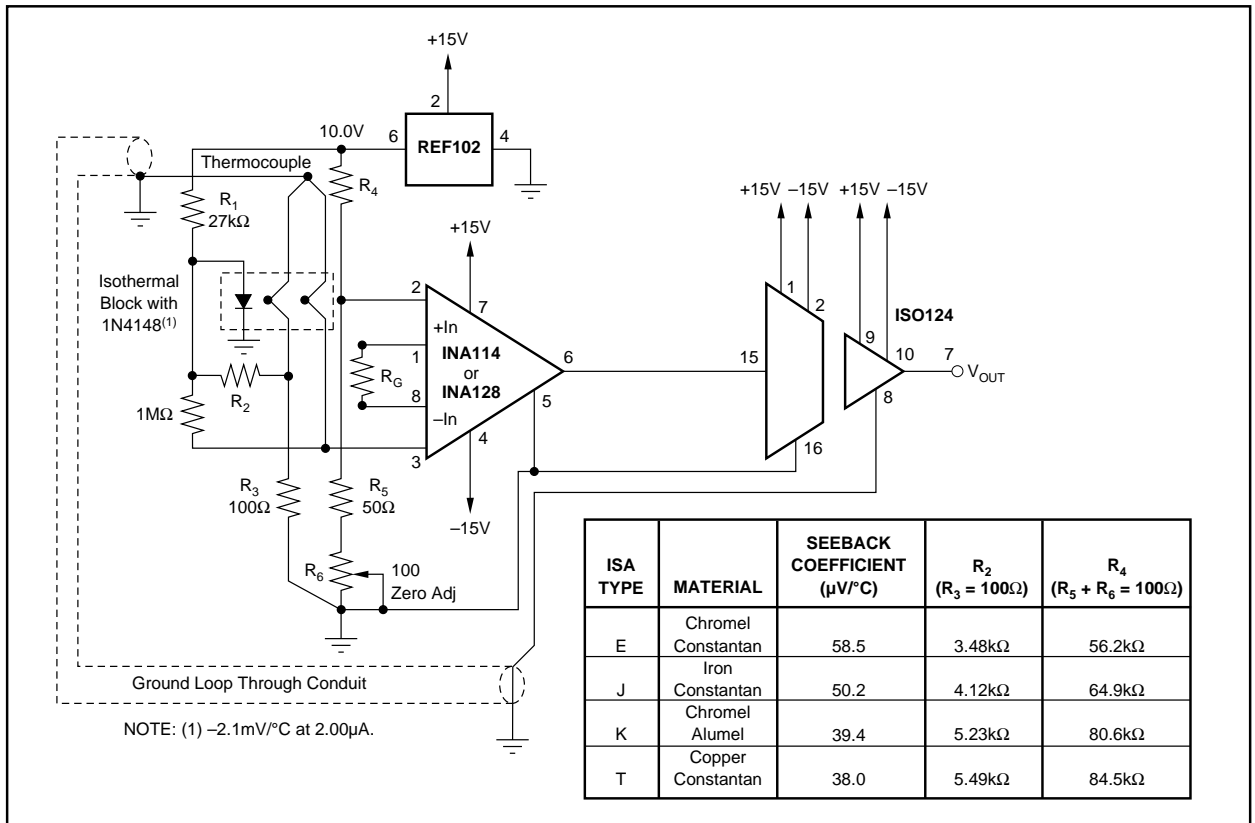 +15V
2
10.0V
6
REF102
4
Thermocouple
R4
+15V –15V
+15V –15V
R1
27kΩ
+15V
Isothermal
Block with
1N4148(1)
2
7
1
2
ISO124
+In
1
INA114
or
INA128
6
15
9
10
7
VOUT
RG
R2
8
–In
5
8
1MΩ
4
3
16
R3
100Ω
R5
50Ω
–15V
R6
100
Zero Adj
Ground Loop Through Conduit
NOTE: (1) –2.1mV/°C at 2.00µA.
ISA
TYPE
MATERIAL
SEEBACK
COEFFICIENT
(µV/°C)
R2
(R3 = 100Ω)
R4
(R5 + R6 = 100Ω)
E
Chromel
Constantan
58.5
3.48kΩ
56.2kΩ
J
Iron
Constantan
50.2
4.12kΩ
64.9kΩ
K
Chromel
Alumel
39.4
5.23kΩ
80.6kΩ
T
Copper
Constantan
38.0
5.49kΩ
84.5kΩ